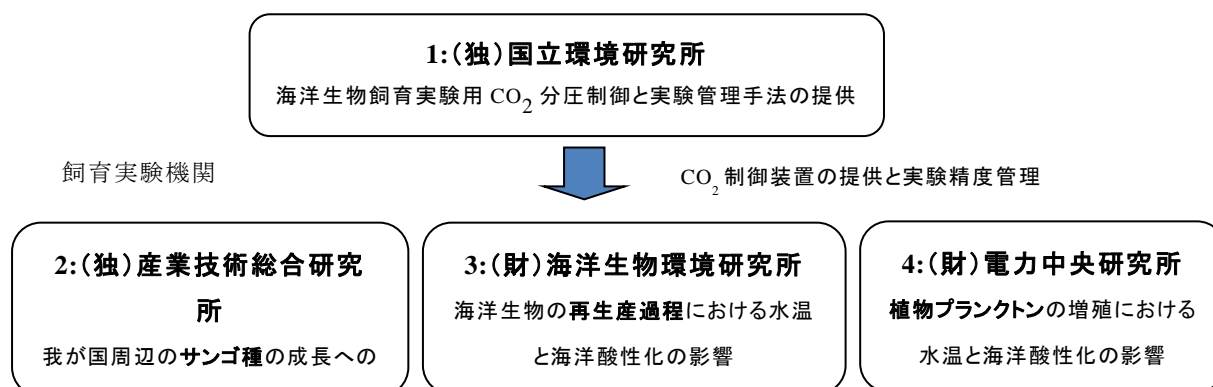 1:(独)国立環境研究所
海洋生物飼育実験用 CO2 分圧制御と実験管理手法の提供
飼育実験機関
CO2 制御装置の提供と実験精度管理
2:(独)産業技術総合研究
所
我が国周辺のサンゴ種の成長への
3:(財)海洋生物環境研究所
海洋生物の再生産過程における水温
と海洋酸性化の影響
4:(財)電力中央研究所
植物プランクトンの増殖における
水温と海洋酸性化の影響